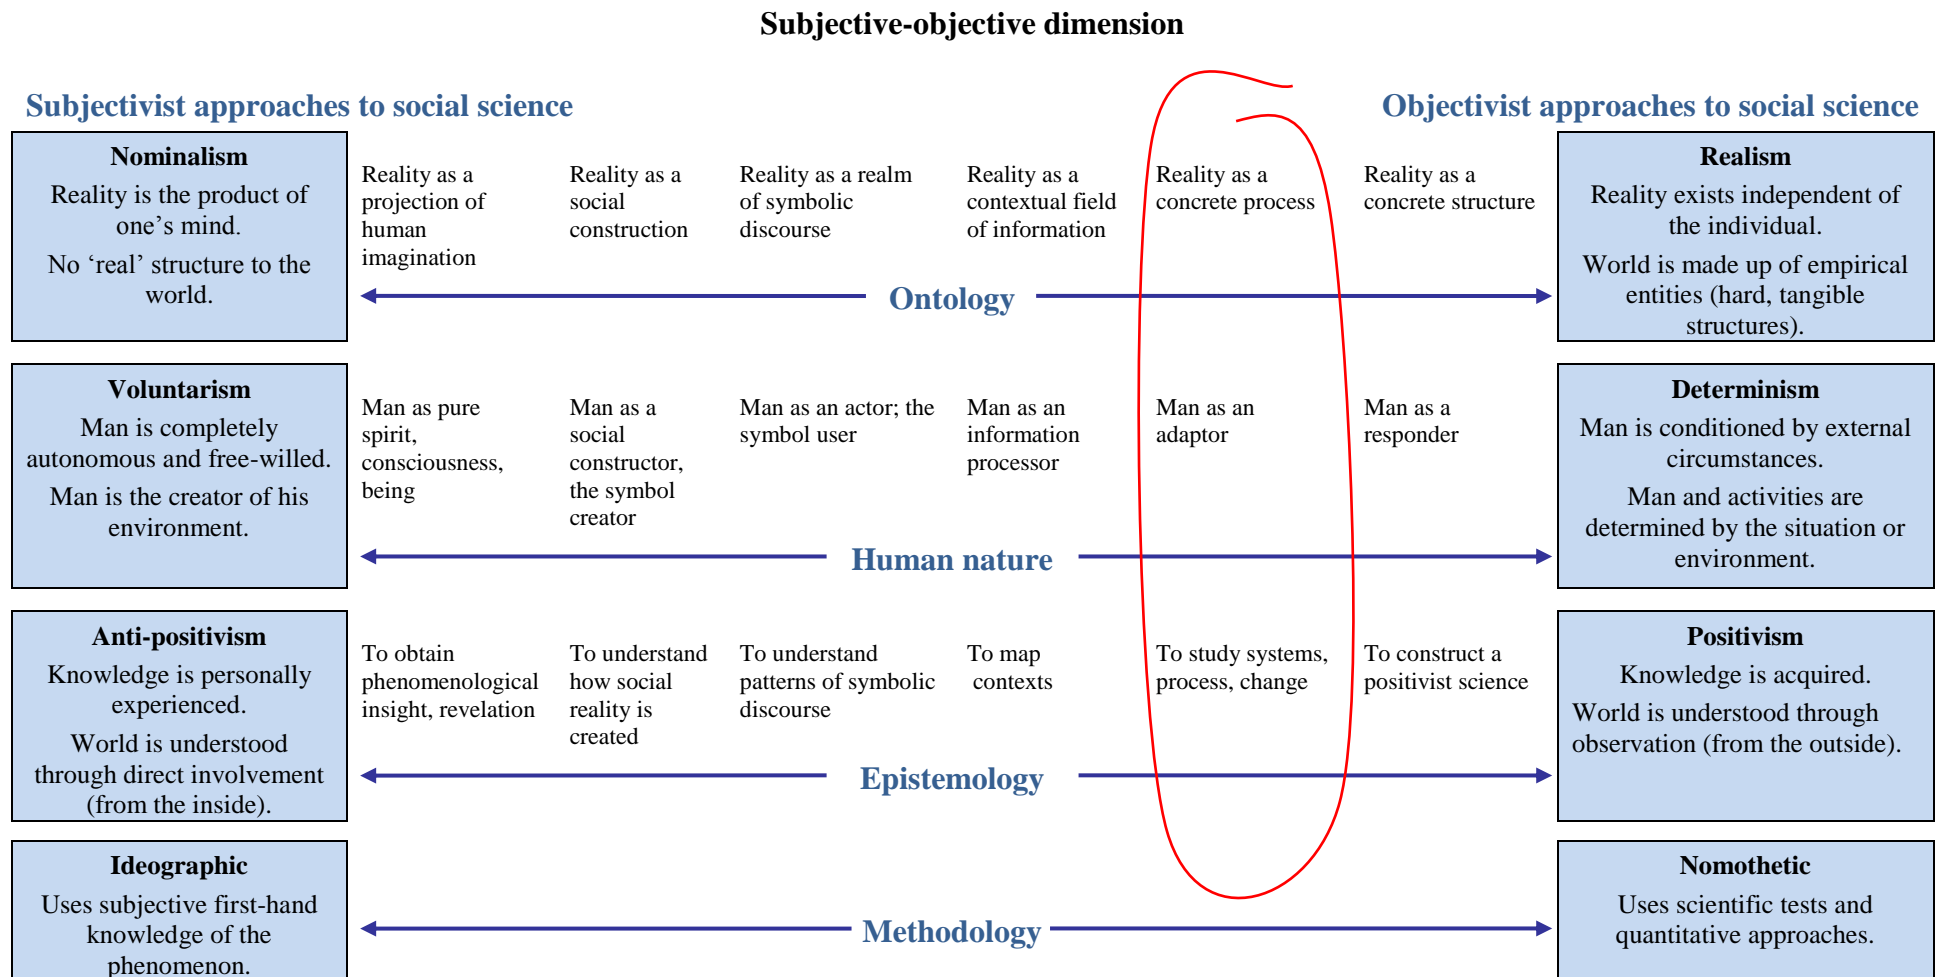 Subjective-objective dimension
Subjectivist approaches to social science
Objectivist approaches to social science
Nominalism
Reality is the product of
one’s mind.
No ‘real’ structure to the
world.
Reality as a
projection of
human
imagination
Reality as a
social
construction
Reality as a realm
of symbolic
discourse
Reality as a
contextual field
of information
Reality as a
concrete process
Reality as a
concrete structure
Realism
Reality exists independent of
the individual.
World is made up of empirical
entities (hard, tangible
structures).
Ontology
Voluntarism
Man is completely
autonomous and free-willed.
Man is the creator of his
environment.
Man as pure
spirit,
consciousness,
being
Man as a
social
constructor,
the symbol
creator
Man as an actor; the
symbol user
Man as an
information
processor
Man as an
adaptor
Man as a
responder
Determinism
Man is conditioned by external
circumstances.
Man and activities are
determined by the situation or
environment.
Human nature
Anti-positivism
Knowledge is personally
experienced.
World is understood
through direct involvement
(from the inside).
To obtain
phenomenological
insight, revelation
To understand
how social
reality is
created
To understand
patterns of symbolic
discourse
To map
contexts
To study systems,
process, change
To construct a
positivist science
Positivism
Knowledge is acquired.
World is understood through
observation (from the outside).
Epistemology
Ideographic
Uses subjective first-hand
knowledge of the
phenomenon.
Methodology
Nomothetic
Uses scientific tests and
quantitative approaches.